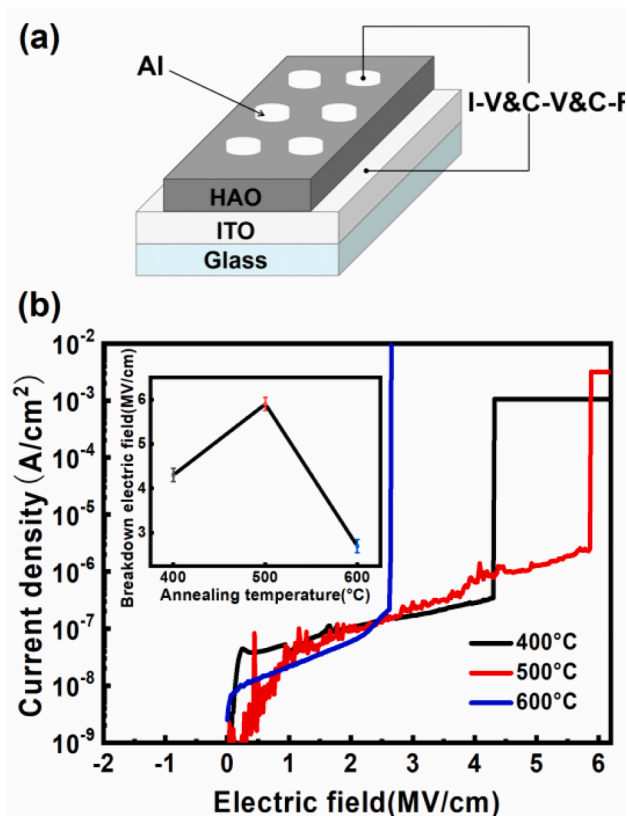 (a)
Al
I-V&C-V&C-F
HAO
ITO
Glass
(b)
Current density (A/cm²)
10⁻²
10⁻³
10⁻⁴
10⁻⁵
10⁻⁶
10⁻⁷
10⁻⁸
10⁻⁹
Breakdown electric field(MV/cm)
6
5
4
3
400 500 600
Annealing temperature(°C)
400°C
500°C
600°C
-2 -1 0 1 2 3 4 5 6
Electric field(MV/cm)